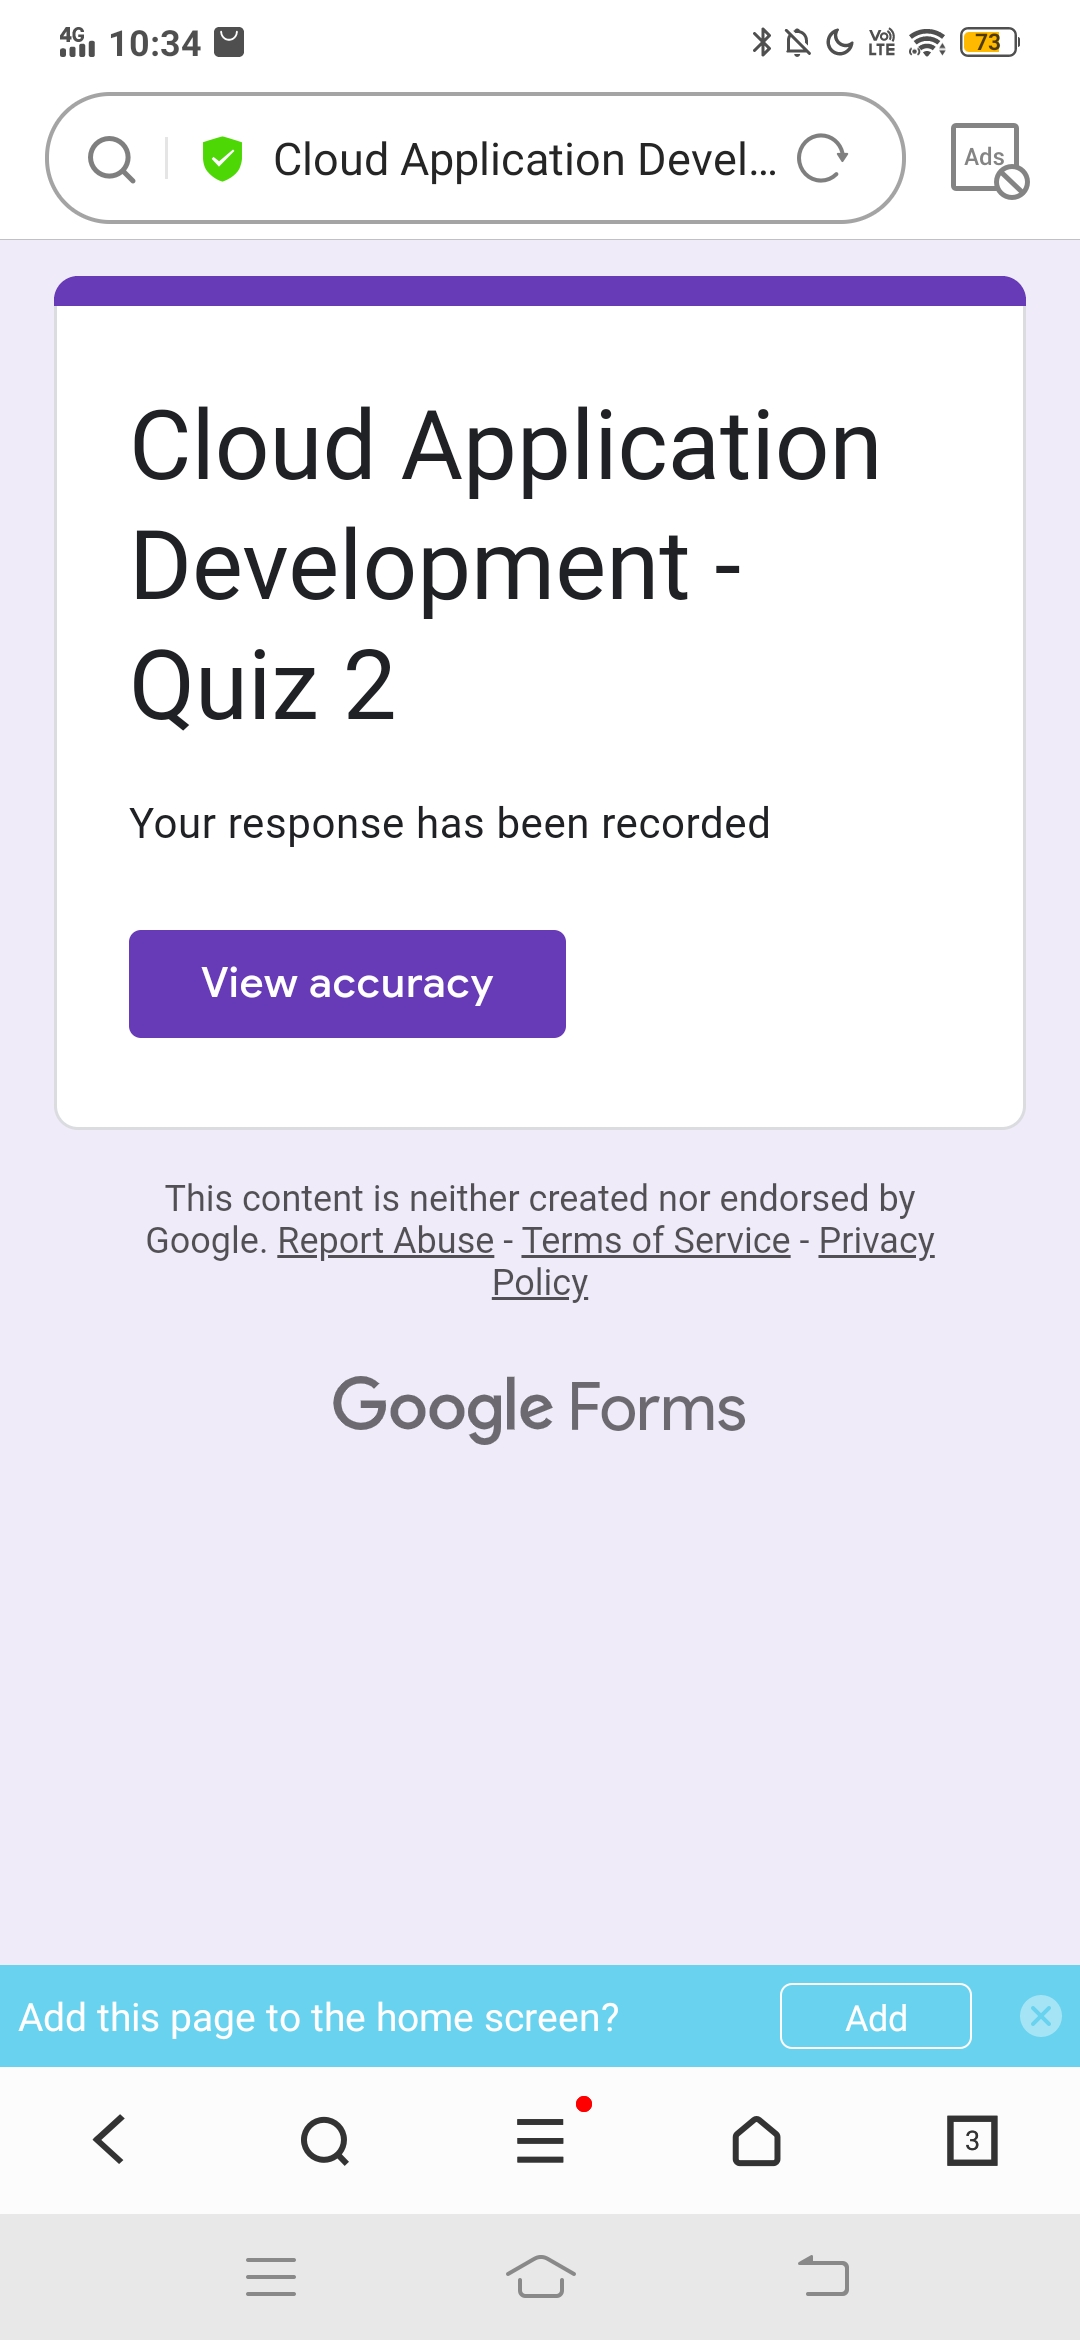 4G 10:34 Vo) LTE 73
Cloud Application Devel... Ads
Cloud Application
Development -
Quiz 2
Your response has been recorded
View accuracy
This content is neither created nor endorsed by
Google. Report Abuse - Terms of Service - Privacy
Policy
Google Forms
Add this page to the home screen? Add
3